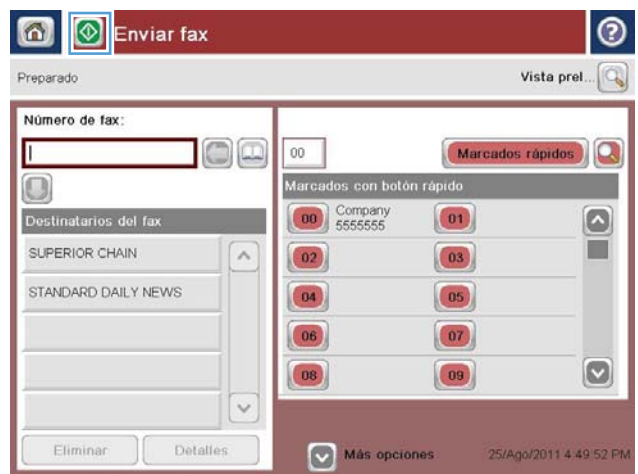 Enviar fax
Preparado
Vista prel...
Número de fax:
00
Marcados rápidos
Marcados con botón rápido
Destinatarios del fax
00 Company 5555555 01
SUPERIOR CHAIN
02 03
STANDARD DAILY NEWS
04 05
06 07
08 09
Eliminar Detalles
Más opciones
25/Ago/2011 4:49:52 PM